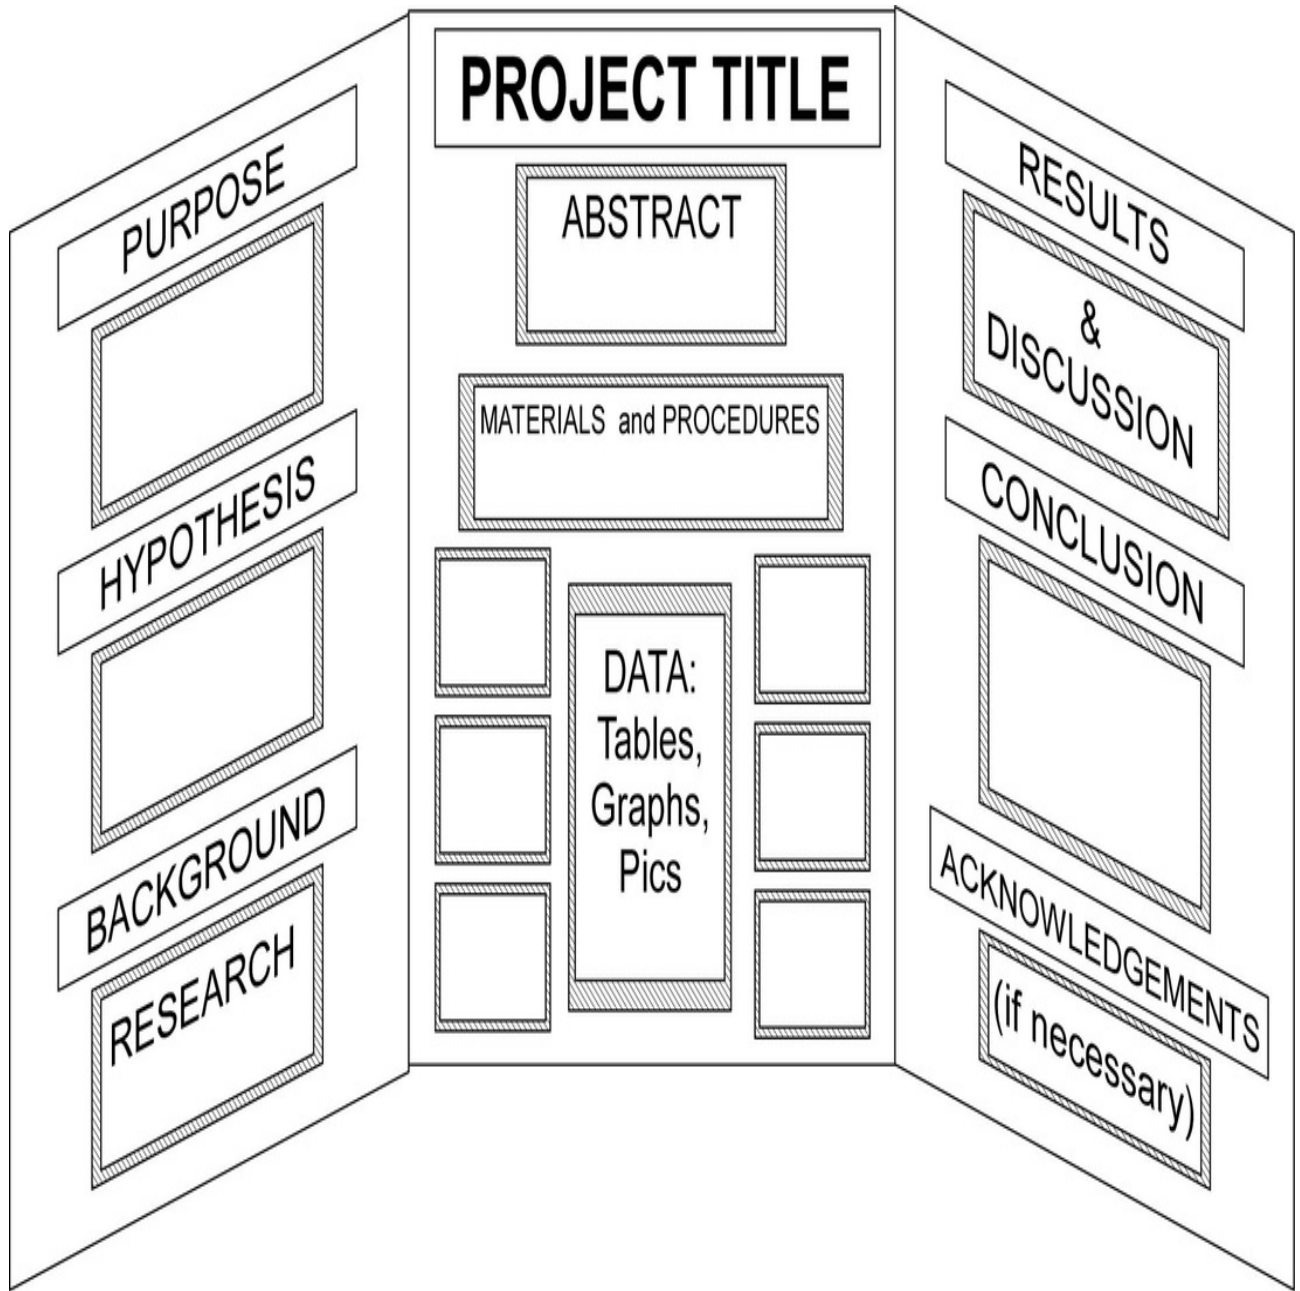 PURPOSE
HYPOTHESIS
BACKGROUND
RESEARCH
PROJECT TITLE
ABSTRACT
MATERIALS and PROCEDURES
DATA:
Tables,
Graphs,
Pics
RESULTS
&
DISCUSSION
CONCLUSION
ACKNOWLEDGEMENTS
(if necessary)